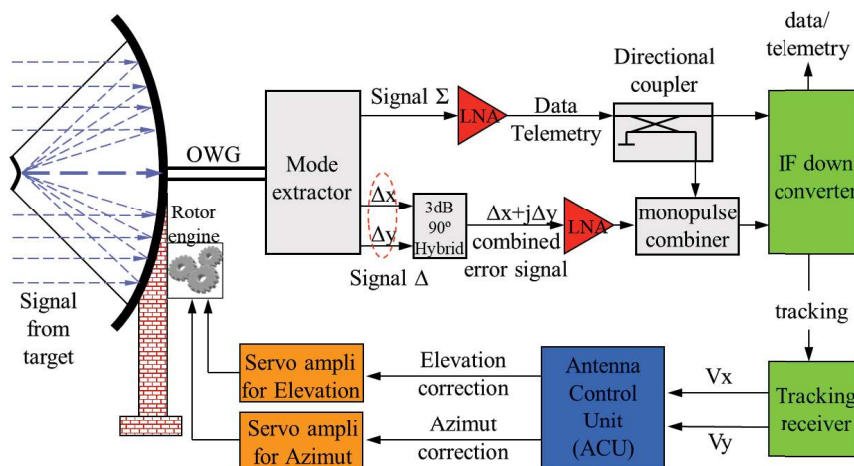 data/
telemetry
Directional
coupler
Signal Σ
LNA
Data
Telemetry
OWG
Mode
extractor
IF down
converter
Δx
Δy
3dB
90º
Hybrid
Δx+jΔy
combined
error signal
LNA
monopulse
combiner
Rotor
engine
Signal Δ
Signal
from
target
tracking
Servo ampli
for Elevation
Elevation
correction
Antenna
Control
Unit
(ACU)
Vx
Vy
Tracking
receiver
Servo ampli
for Azimut
Azimut
correction